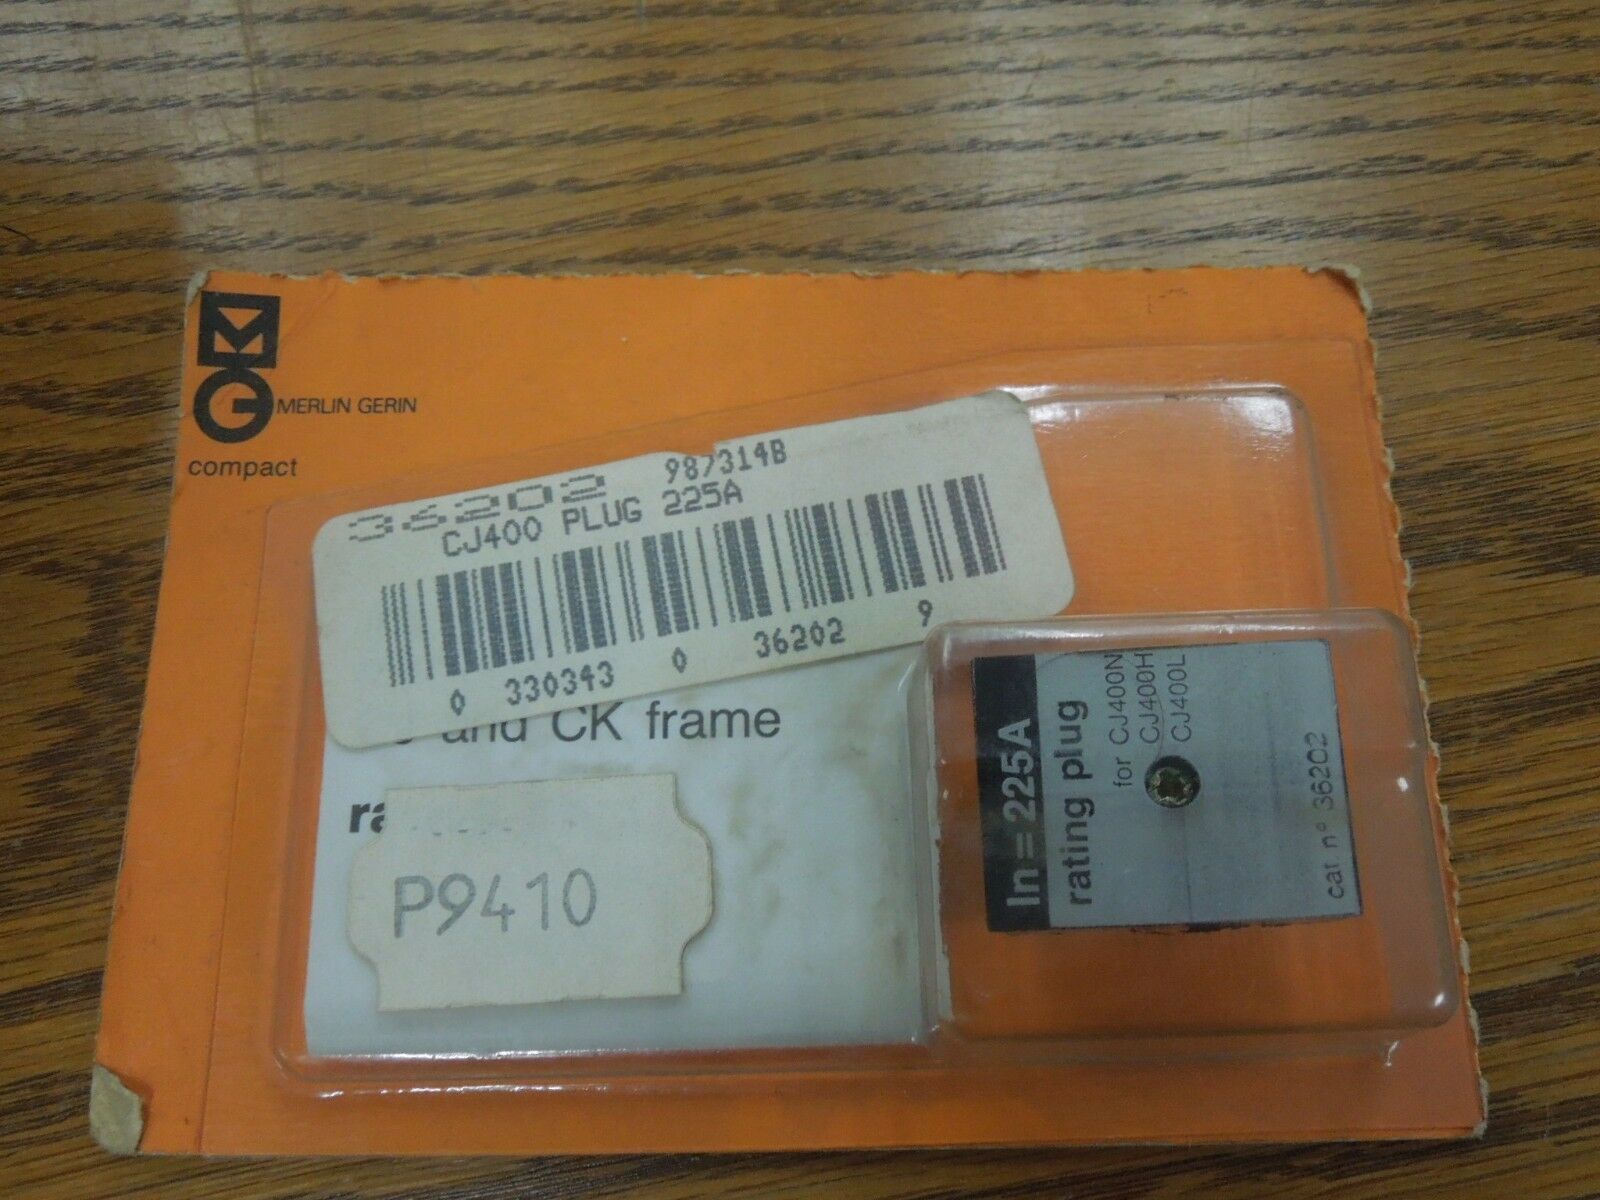 MG
MERLIN GERIN
compact
36202 987314B
CJ400 PLUG 225A
0 330343 0 36202 9
and CK frame
P9410
In=225A
rating plug
for CJ400N
CJ400H
CJ400L
cat n° 36202